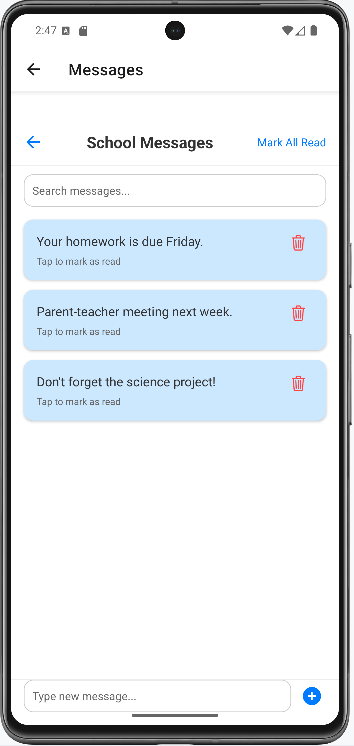 2:47
Messages
School Messages
Mark All Read
Search messages...
Your homework is due Friday.
Tap to mark as read
Parent-teacher meeting next week.
Tap to mark as read
Don't forget the science project!
Tap to mark as read
Type new message...